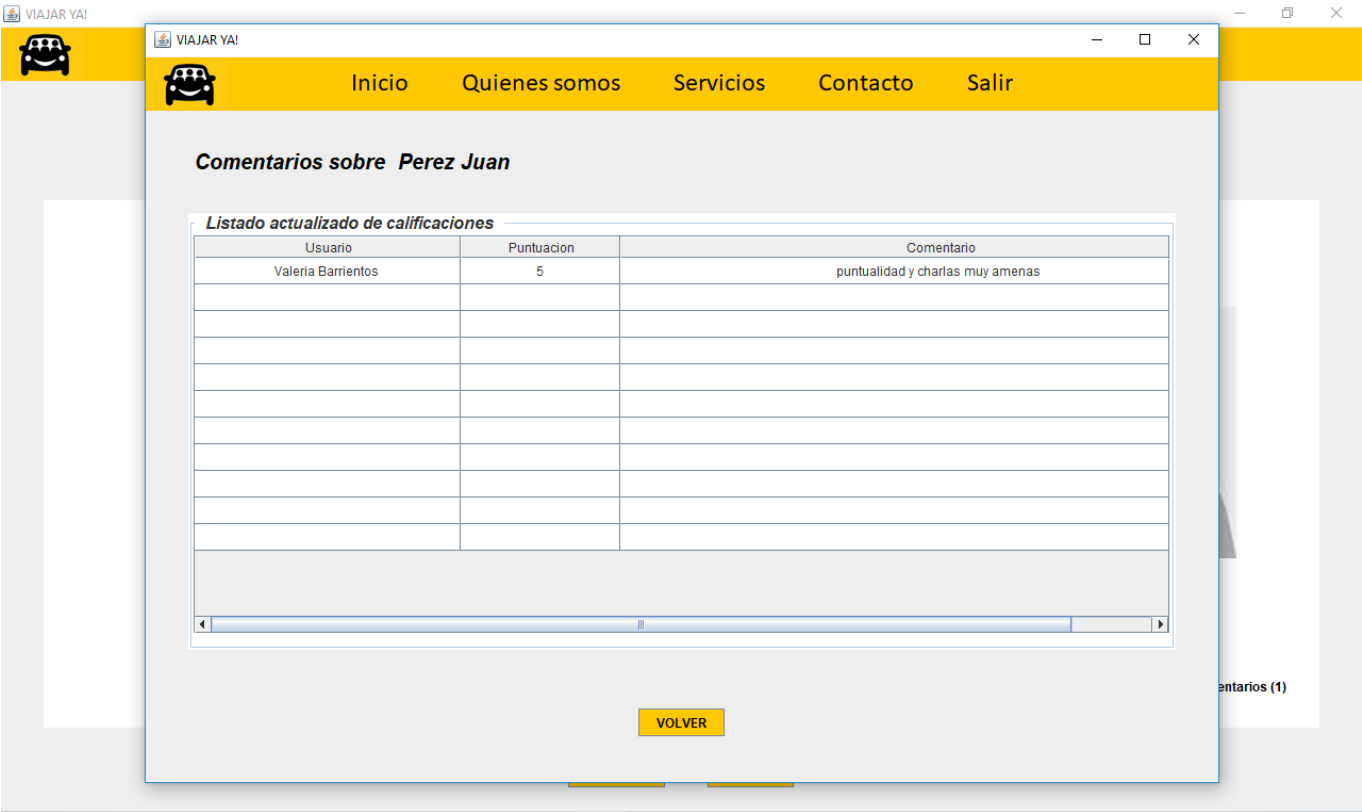 VIAJAR YA!
VIAJAR YA!
Inicio Quienes somos Servicios Contacto Salir
Comentarios sobre Perez Juan
Listado actualizado de calificaciones
Usuario Puntuacion Comentario
Valeria Barrientos 5 puntualidad y charlas muy amenas
entarios (1)
VOLVER